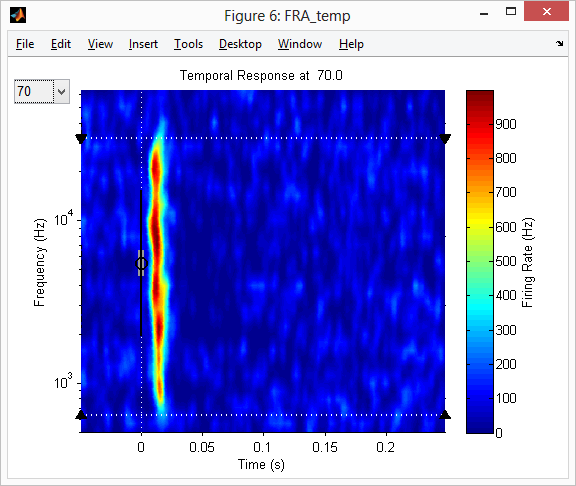 Figure 6: FRA_temp
File Edit View Insert Tools Desktop Window Help
Temporal Response at 70.0
70
10^4
10^3
Frequency (Hz)
0 0.05 0.1 0.15 0.2
Time (s)
900
800
700
600
500
400
300
200
100
0
Firing Rate (Hz)